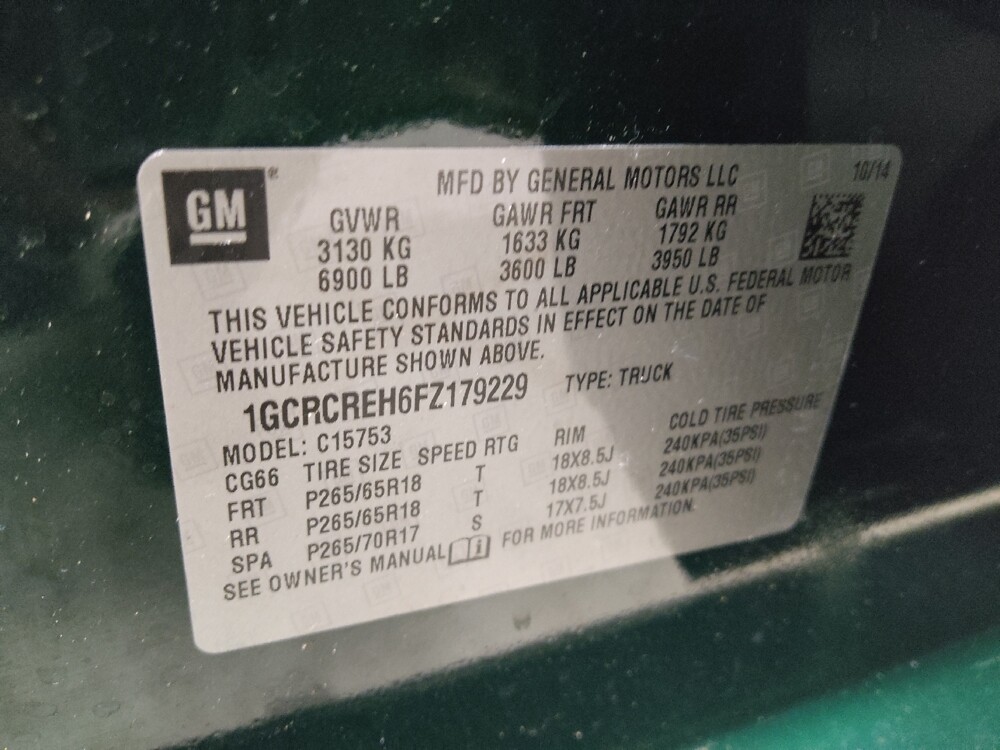 GM®
MFD BY GENERAL MOTORS LLC 10/14
GVWR GAWR FRT GAWR RR
3130 KG 1633 KG 1792 KG
6900 LB 3600 LB 3950 LB
THIS VEHICLE CONFORMS TO ALL APPLICABLE U.S. FEDERAL MOTOR
VEHICLE SAFETY STANDARDS IN EFFECT ON THE DATE OF
MANUFACTURE SHOWN ABOVE.
1GCRCREH6FZ179229 TYPE: TRUCK
MODEL: C15753
CG66 TIRE SIZE SPEED RTG RIM COLD TIRE PRESSURE
FRT P265/65R18 T 18X8.5J 240KPA(35PSI)
RR P265/65R18 T 18X8.5J 240KPA(35PSI)
SPA P265/70R17 S 17X7.5J 240KPA(35PSI)
SEE OWNER'S MANUAL FOR MORE INFORMATION.